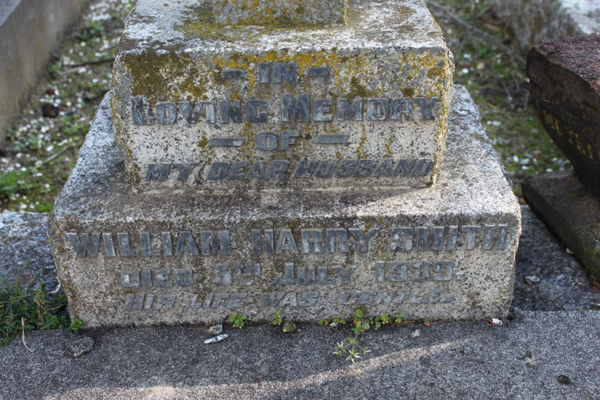 IN
LOVING MEMORY
OF
MY DEAR HUSBAND
WILLIAM HARRY SMITH
DIED 3RD JULY 1939.
HIS LIFE WAS GENTLE.